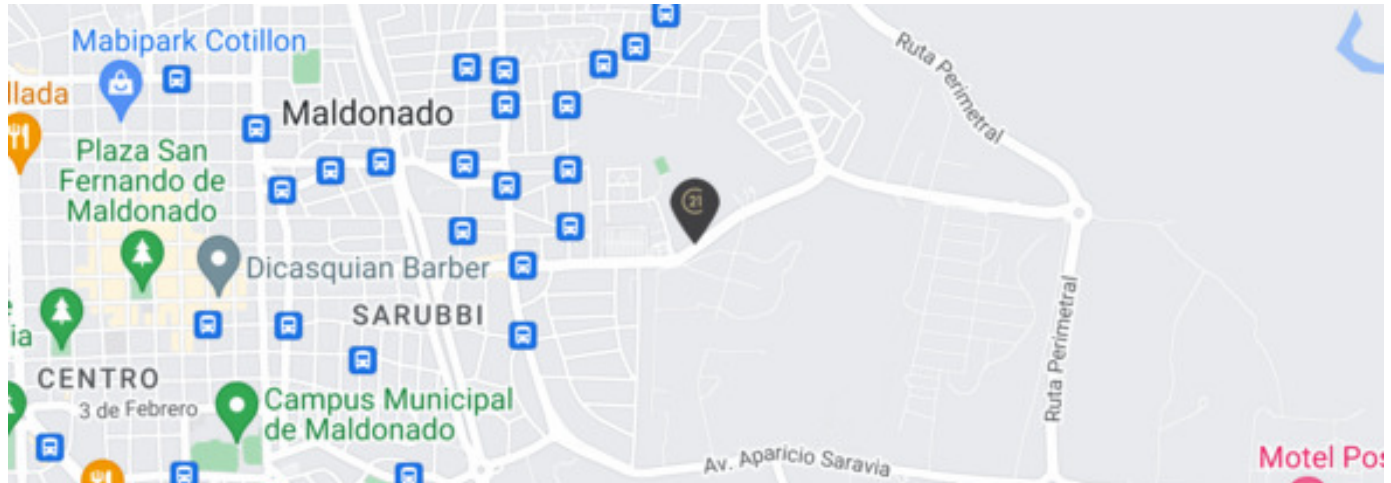 Mabipark Cotillon
llada
Maldonado
Plaza San
Fernando de
Maldonado
Ruta Perimetral
21
Dicasquian Barber
SARUBBI
ia
CENTRO
3 de Febrero
Campus Municipal
de Maldonado
Ruta Perimetral
Av. Aparicio Saravia
Motel Pos